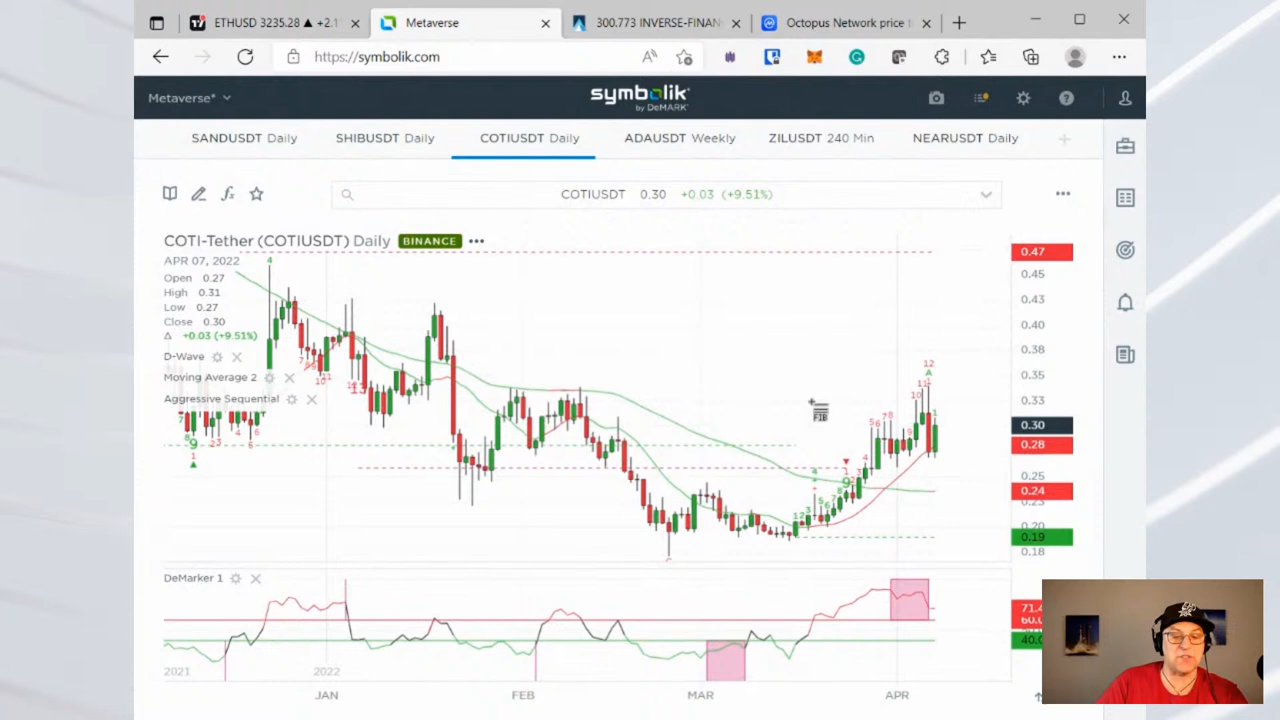 ETHUSD 3235.28 ▲ +2.1
Metaverse
300.773 INVERSE-FINAN
Octopus Network price t
https://symbolik.com
Metaverse*
symbolik
by DeMARK
SANDUSDT Daily
SHIBUSDT Daily
COTIUSDT Daily
ADAUSDT Weekly
ZILUSDT 240 Min
NEARUSDT Daily
COTIUSDT 0.30 +0.03 (+9.51%)
COTI-Tether (COTIUSDT) Daily BINANCE
APR 07, 2022
Open 0.27
High 0.31
Low 0.27
Close 0.30
Δ +0.03 (+9.51%)
D-Wave
Moving Average 2
Aggressive Sequential
FIB
0.47
0.45
0.43
0.40
0.38
0.35
0.33
0.30
0.28
0.25
0.24
0.23
0.20
0.19
0.18
DeMarker 1
71.4
60.0
40.0
2021
2022
JAN
FEB
MAR
APR